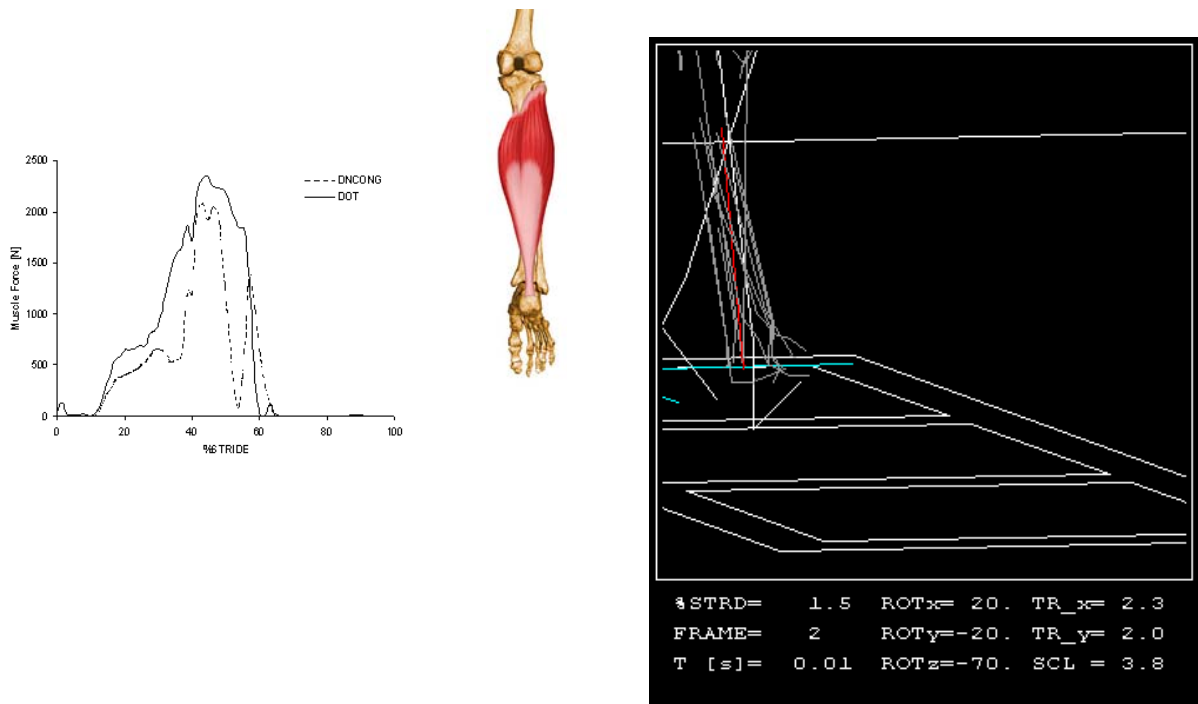 2500
2000
1500
1000
500
0
Muscle Force [N]
DNCONG
DOT
0 20 40 60 80 100
%STRIDE
%STRD= 1.5 ROTx= 20. TR_x= 2.3
FRAME= 2 ROTy=-20. TR_y= 2.0
T [s]= 0.01 ROTz=-70. SCL = 3.8